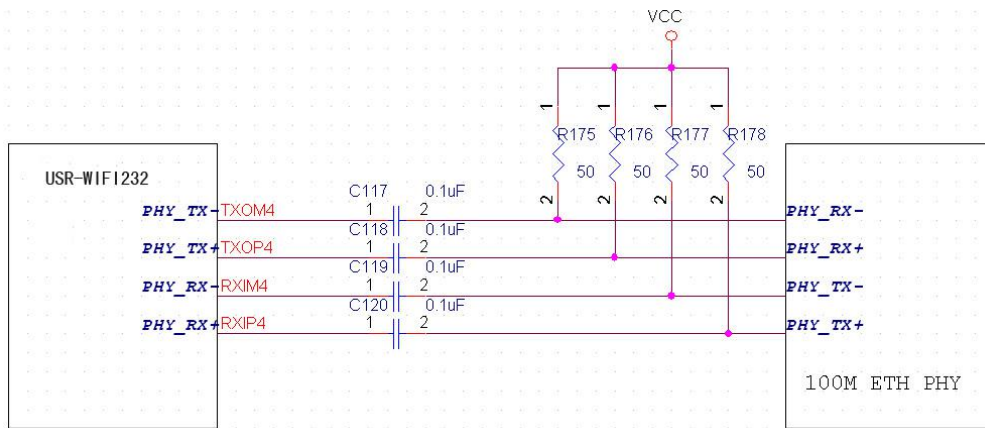 VCC
1 1 1 1
R175 R176 R177 R178
50 50 50 50
2 2 2 2
USR-WIFI232
100M ETH PHY
C117 0.1uF
PHY_TX- TXOM4 1 2 PHY_RX-
C118 0.1uF
PHY_TX+ TXOP4 1 2 PHY_RX+
C119 0.1uF
PHY_RX- RXIM4 1 2 PHY_TX-
C120 0.1uF
PHY_RX+ RXIP4 1 2 PHY_TX+